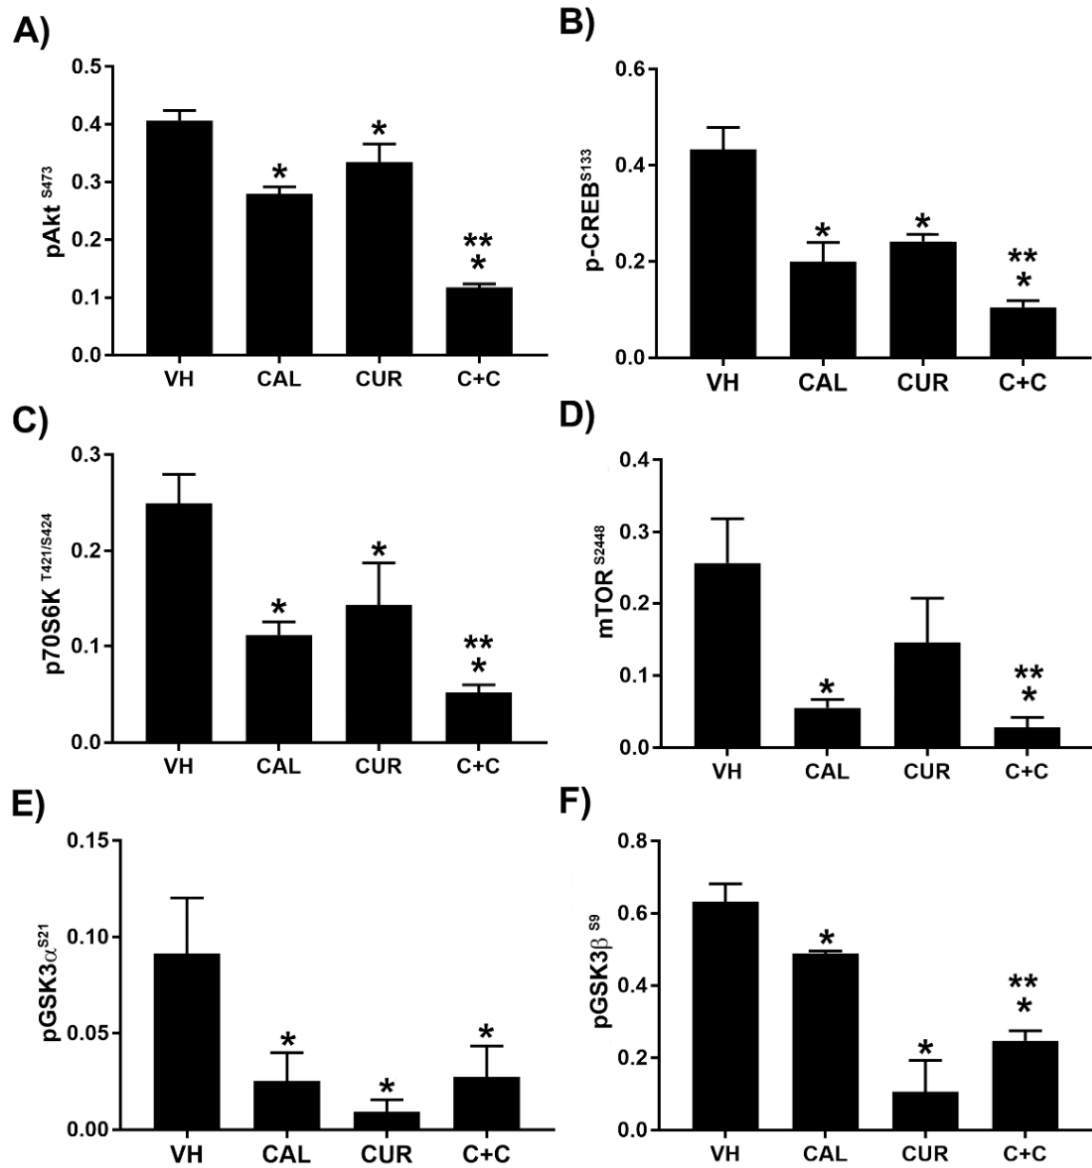 A)
pAkt S473
0.5
0.4
0.3
0.2
0.1
0.0
*
*
**
*
VH CAL CUR C+C
B)
p-CREB S133
0.6
0.4
0.2
0.0
*
*
**
*
VH CAL CUR C+C
C)
p70S6K T421/S424
0.3
0.2
0.1
0.0
*
*
**
*
VH CAL CUR C+C
D)
mTOR S2448
0.4
0.3
0.2
0.1
0.0
*
**
*
VH CAL CUR C+C
E)
pGSK3α S21
0.15
0.10
0.05
0.00
*
*
*
VH CAL CUR C+C
F)
pGSK3β S9
0.8
0.6
0.4
0.2
0.0
*
*
**
*
VH CAL CUR C+C